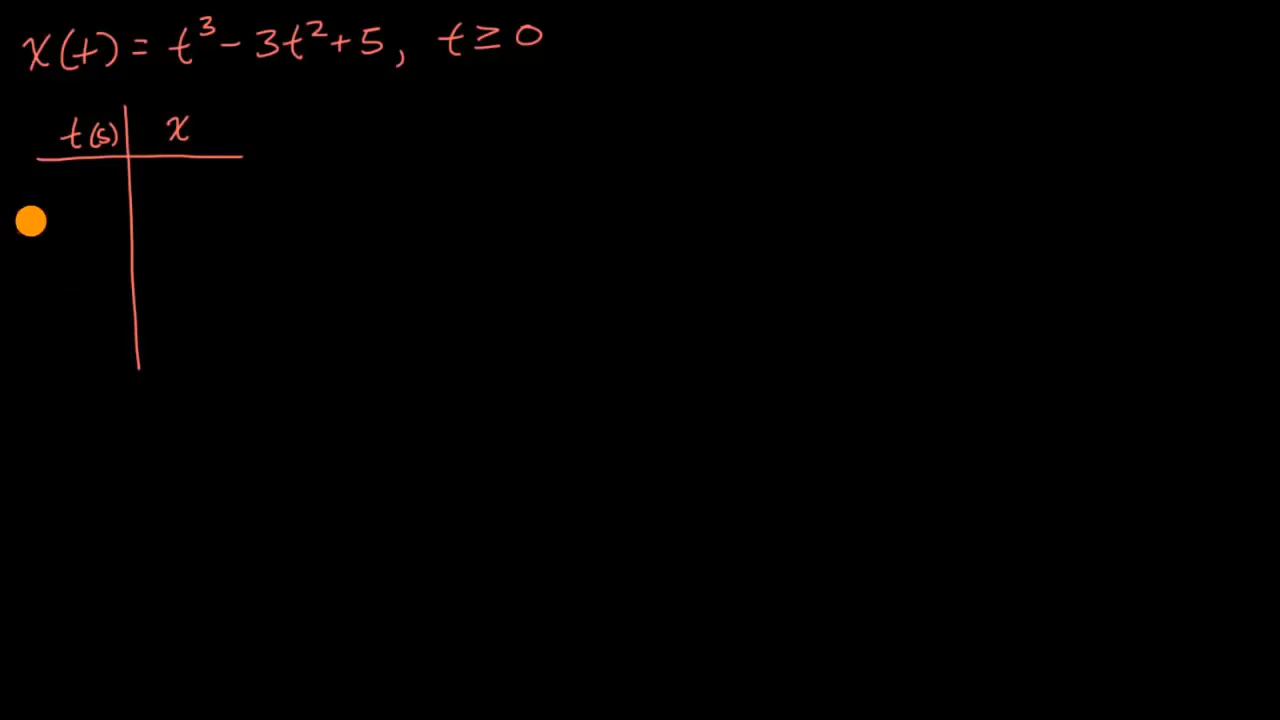 x(t) = t³ - 3t² + 5, t ≥ 0
t(s) x